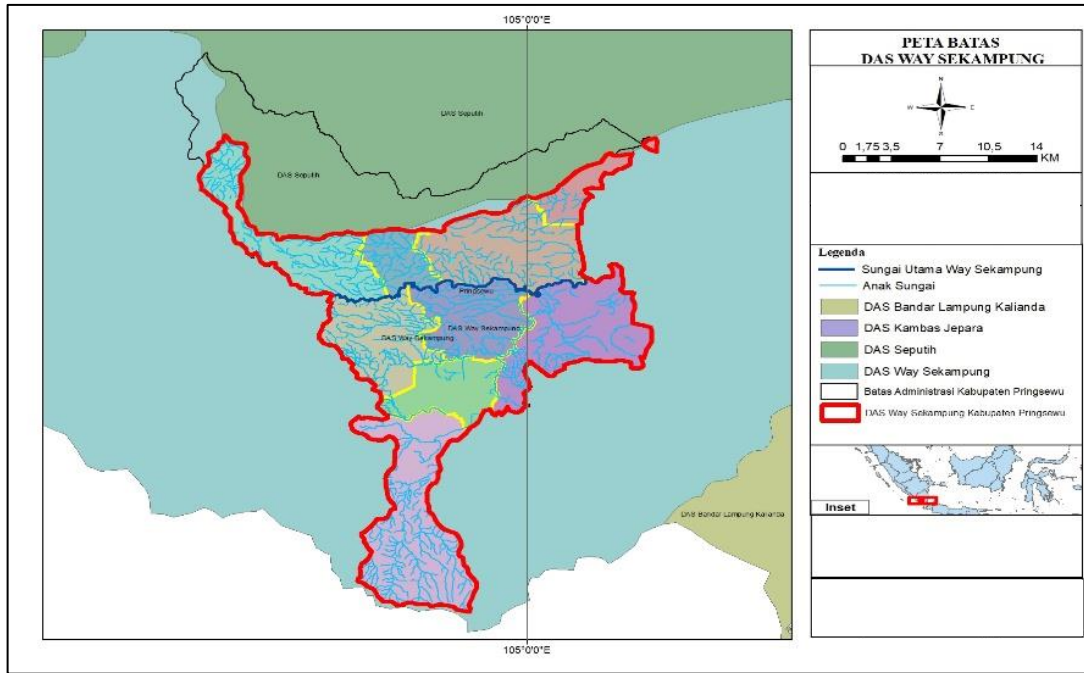 105°0'0"E
PETA BATAS
DAS WAY SEKAMPUNG
N
W
E
S
0 1,75 3,5 7 10,5 14
KM
DAS Seputih
DAS Seputih
Pringsewu
DAS Way Sekampung
DAS Way Sekampung
DAS Bandar Lampung Kalianda
Legenda
Sungai Utama Way Sekampung
Anak Sungai
DAS Bandar Lampung Kalianda
DAS Kambas Jepara
DAS Seputih
DAS Way Sekampung
Batas Administrasi Kabupaten Pringsewu
DAS Way Sekampung Kabupaten Pringsewu
Inset
105°0'0"E